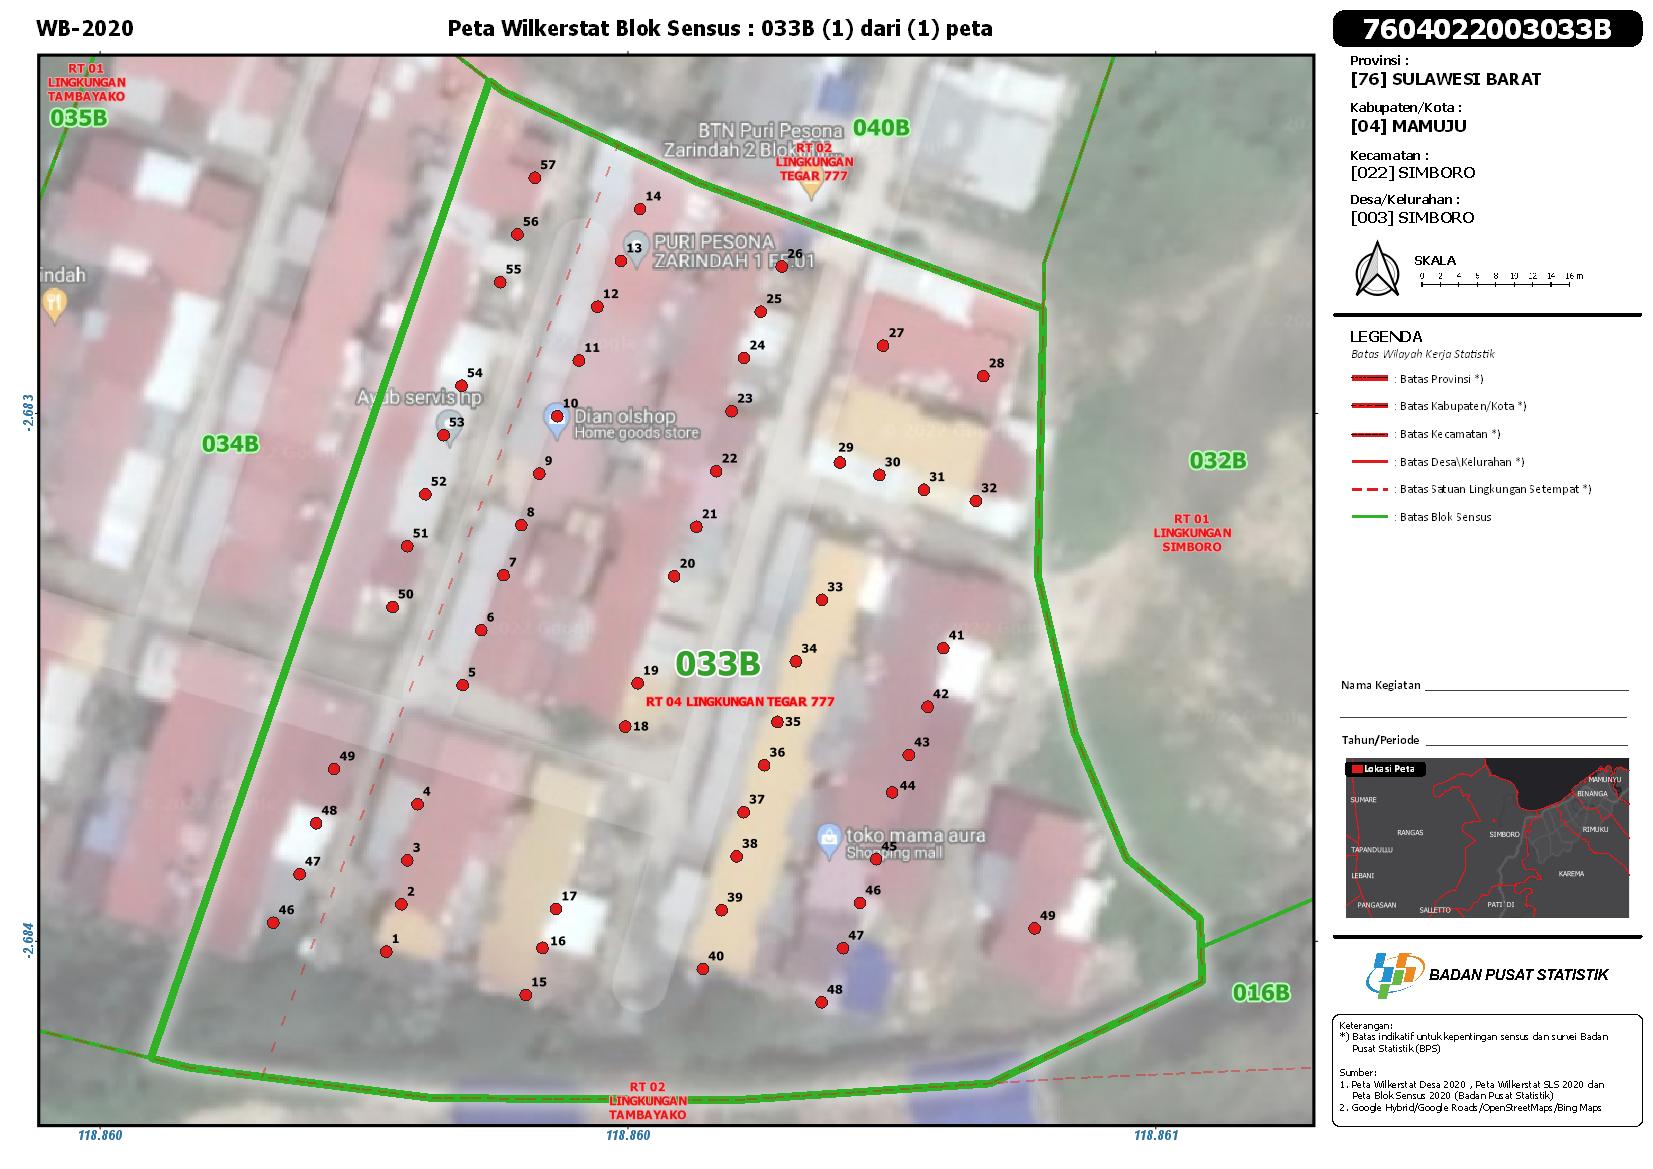 WB-2020
Peta Wilkerstat Blok Sensus : 033B (1) dari (1) peta
7604022003033B
Provinsi :
[76] SULAWESI BARAT
Kabupaten/Kota :
[04] MAMUJU
Kecamatan :
[022] SIMBORO
Desa/Kelurahan :
[003] SIMBORO
SKALA
0 2 4 6 8 10 12 14 16 m
LEGENDA
Batas Wilayah Kerja Statistik
: Batas Provinsi *)
: Batas Kabupaten/Kota *)
: Batas Kecamatan *)
: Batas Desa\Kelurahan *)
: Batas Satuan Lingkungan Setempat *)
: Batas Blok Sensus
Nama Kegiatan
Tahun/Periode
Lokasi Peta
MAMUNYU
BINANGA
SUMARE
RANGAS
SIMBORO
RIMUKU
TAPANDULLU
LEBANI
KAREMA
PANGASAAN
SALLETTO
PATI`DI
BADAN PUSAT STATISTIK
Keterangan:
*) Batas indikatif untuk kepentingan sensus dan survei Badan
Pusat Statistik (BPS)
Sumber:
1. Peta Wilkerstat Desa 2020 , Peta Wilkerstat SLS 2020 dan
Peta Blok Sensus 2020 (Badan Pusat Statistik)
2. Google Hybrid/Google Roads/OpenStreetMaps/Bing Maps
RT 01
LINGKUNGAN
TAMBAYAKO
035B
BTN Puri Pesona
Zarindah 2 Blok
040B
RT 02
LINGKUNGAN
TEGAR 777
57
14
56
13
PURI PESONA
ZARINDAH 1
26
indah
55
12
25
27
11
24
28
54
Ayub servis hp
23
10
Dian olshop
Home goods store
53
034B
29
30
22
9
31
32
032B
52
8
21
RT 01
LINGKUNGAN
SIMBORO
51
7
20
33
50
6
41
34
033B
5
19
42
RT 04 LINGKUNGAN TEGAR 777
18
35
43
49
36
44
4
37
48
toko mama aura
Shopping mall
38
45
3
47
46
2
17
39
46
49
1
16
47
40
15
48
016B
RT 02
LINGKUNGAN
TAMBAYAKO
-2.683
-2.684
118.860
118.860
118.861